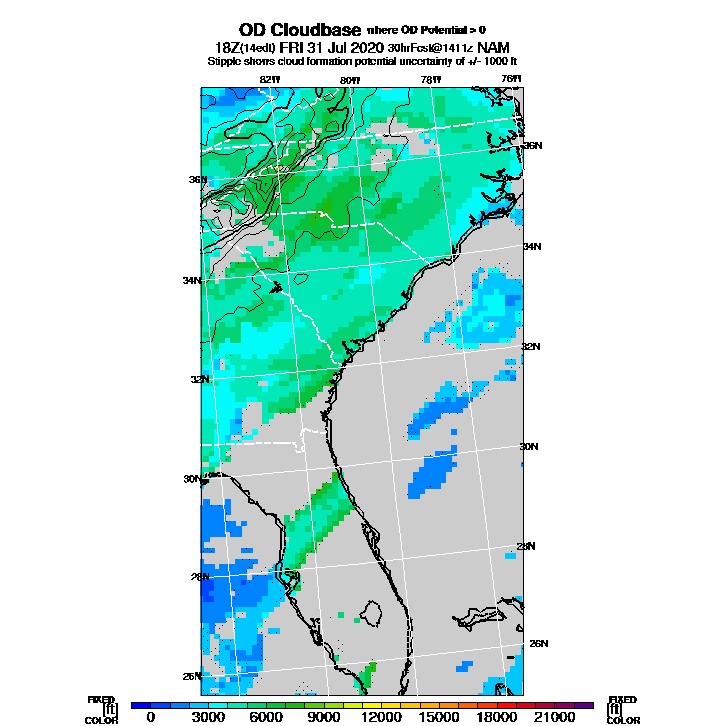 OD Cloudbase where OD Potential > 0
18Z(14edt) FRI 31 Jul 2020 30hrFcst@1411z NAM
Stipple shows cloud formation potential uncertainty of +/- 1000 ft
82W 80W 78W 76W
36N 36N
34N 34N
32N 32N
30N 30N
28N 28N
26N 26N
FIXED FIXED
[ft] 0 3000 6000 9000 12000 15000 18000 21000 [ft]
COLOR COLOR